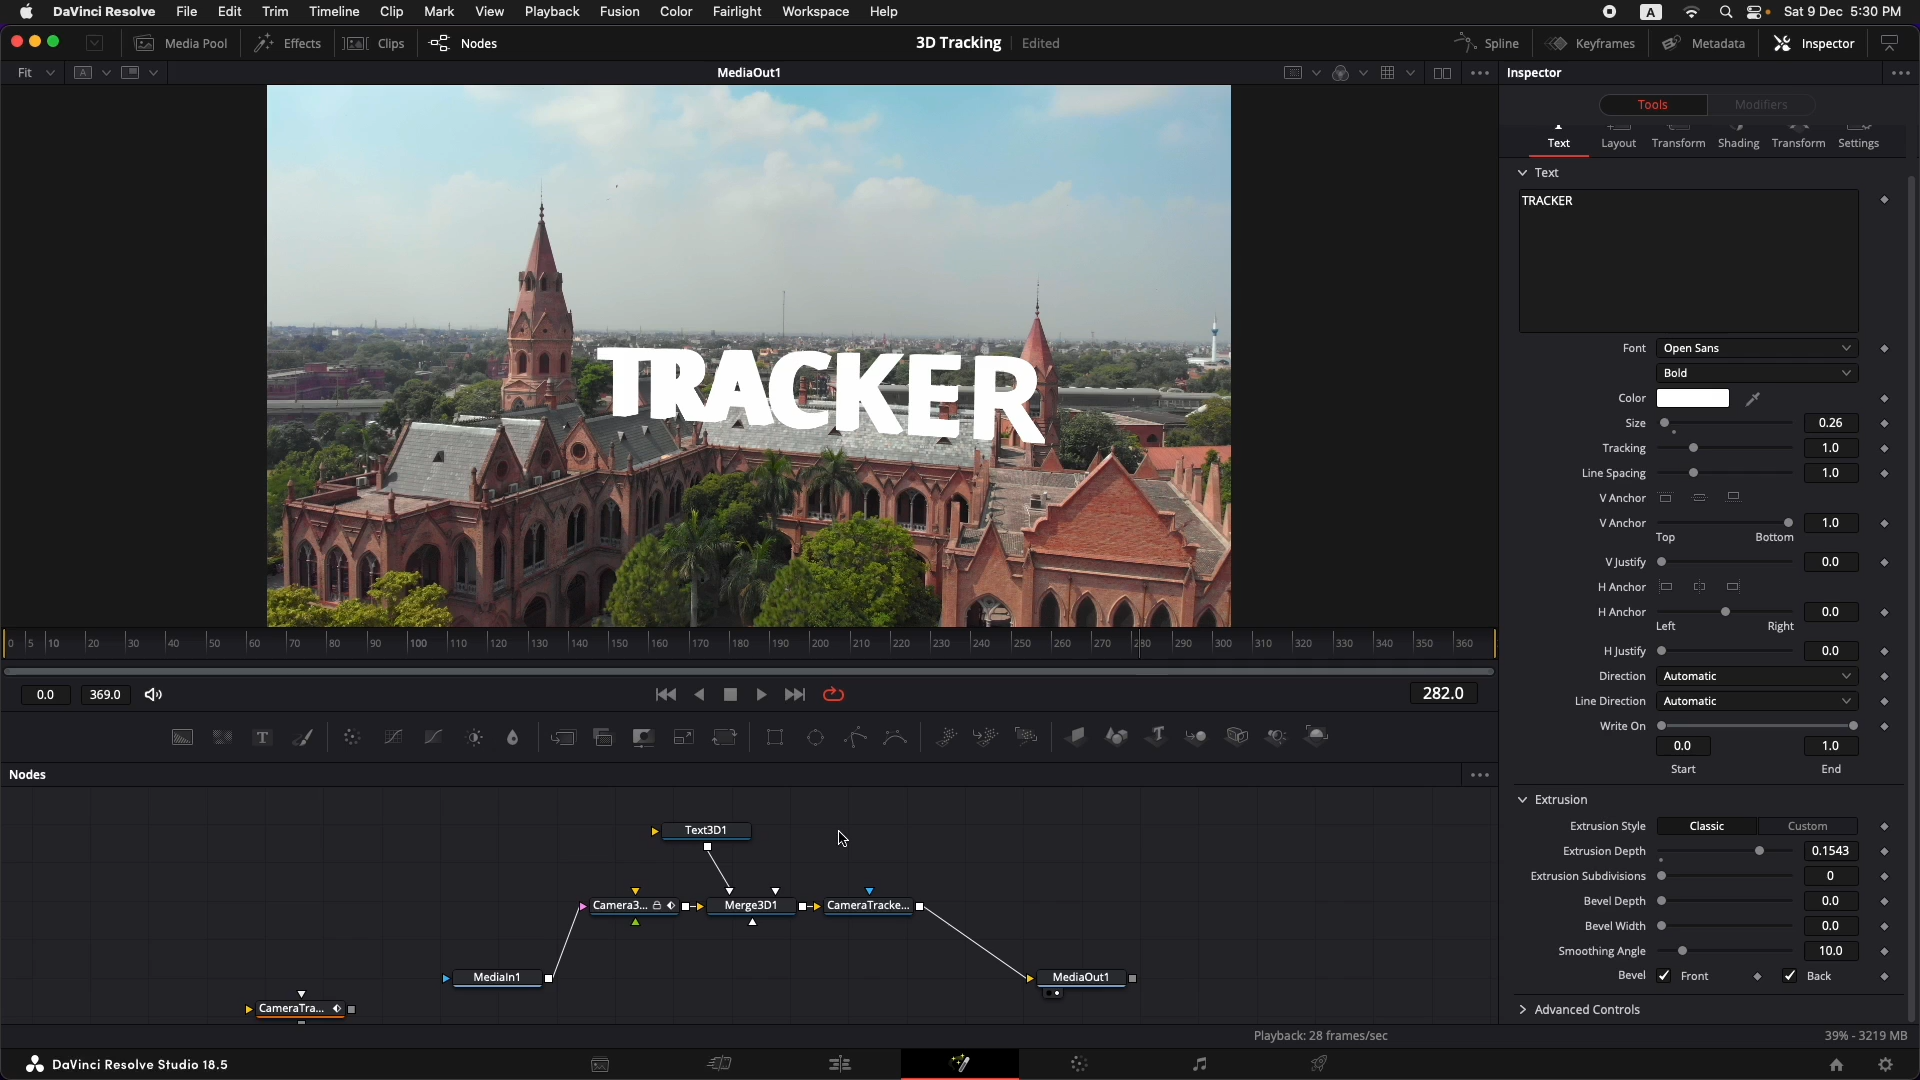 DaVinci Resolve File Edit Trim Timeline Clip Mark View Playback Fusion Color Fairlight Workspace Help A Sat 9 Dec 5:30 PM
Media Pool Effects Clips Nodes 3D Tracking Edited Spline Keyframes Metadata Inspector
Fit A MediaOut1 Inspector
Tools Modifiers
Text Layout Transform Shading Transform Settings
Text
TRACKER
Font Open Sans
Bold
Color
Size 0.26
Tracking 1.0
Line Spacing 1.0
V Anchor
V Anchor 1.0
Top Bottom
V Justify 0.0
H Anchor
H Anchor 0.0
Left Right
H Justify 0.0
Direction Automatic
Line Direction Automatic
Write On
0.0 1.0
Start End
Extrusion
Extrusion Style Classic Custom
Extrusion Depth 0.1543
Extrusion Subdivisions 0
Bevel Depth 0.0
Bevel Width 0.0
Smoothing Angle 10.0
Bevel Front Back
Advanced Controls
TRACKER
0 5 10 20 30 40 50 60 70 80 90 100 110 120 130 140 150 160 170 180 190 200 210 220 230 240 250 260 270 280 290 300 310 320 330 340 350 360
0.0 369.0 282.0
T T
Nodes
Text3D1
Camera3... Merge3D1 CameraTracke...
MediaIn1 MediaOut1
CameraTra...
Playback: 28 frames/sec 39% - 3219 MB
DaVinci Resolve Studio 18.5